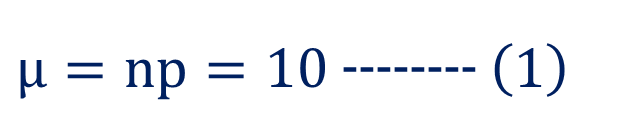 μ = np = 10 -------- (1)